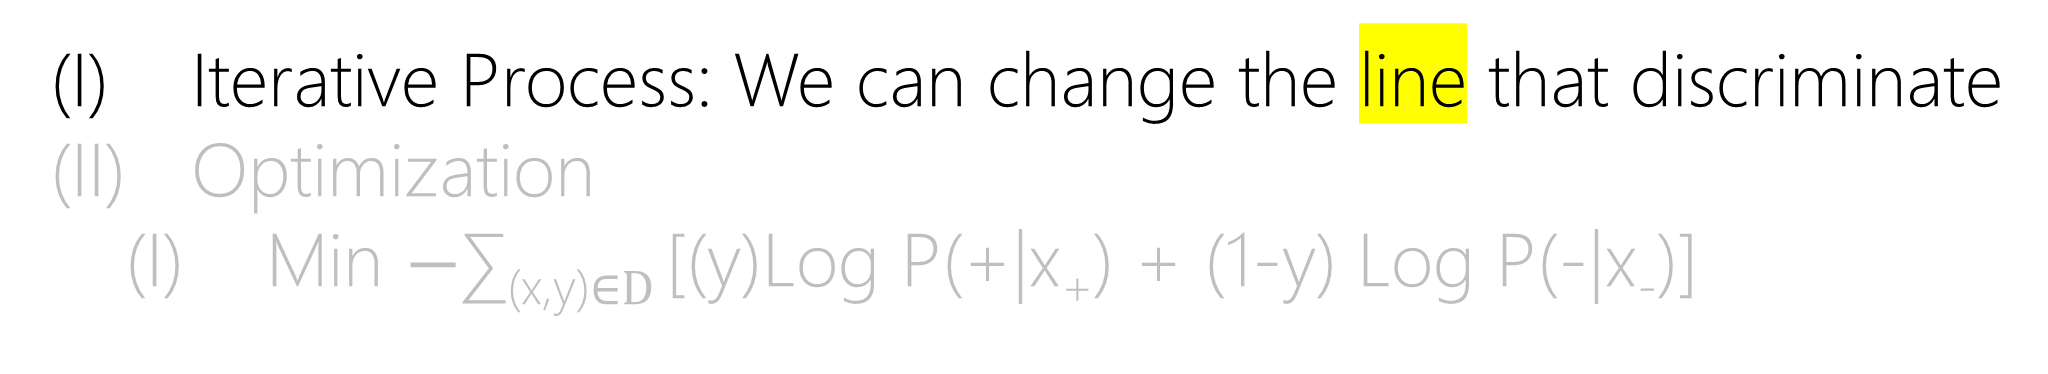 (I) Iterative Process: We can change the line that discriminate
(II) Optimization
(I) Min −∑(x,y)∈D [(y)Log P(+|x₊) + (1-y) Log P(-|x₋)]